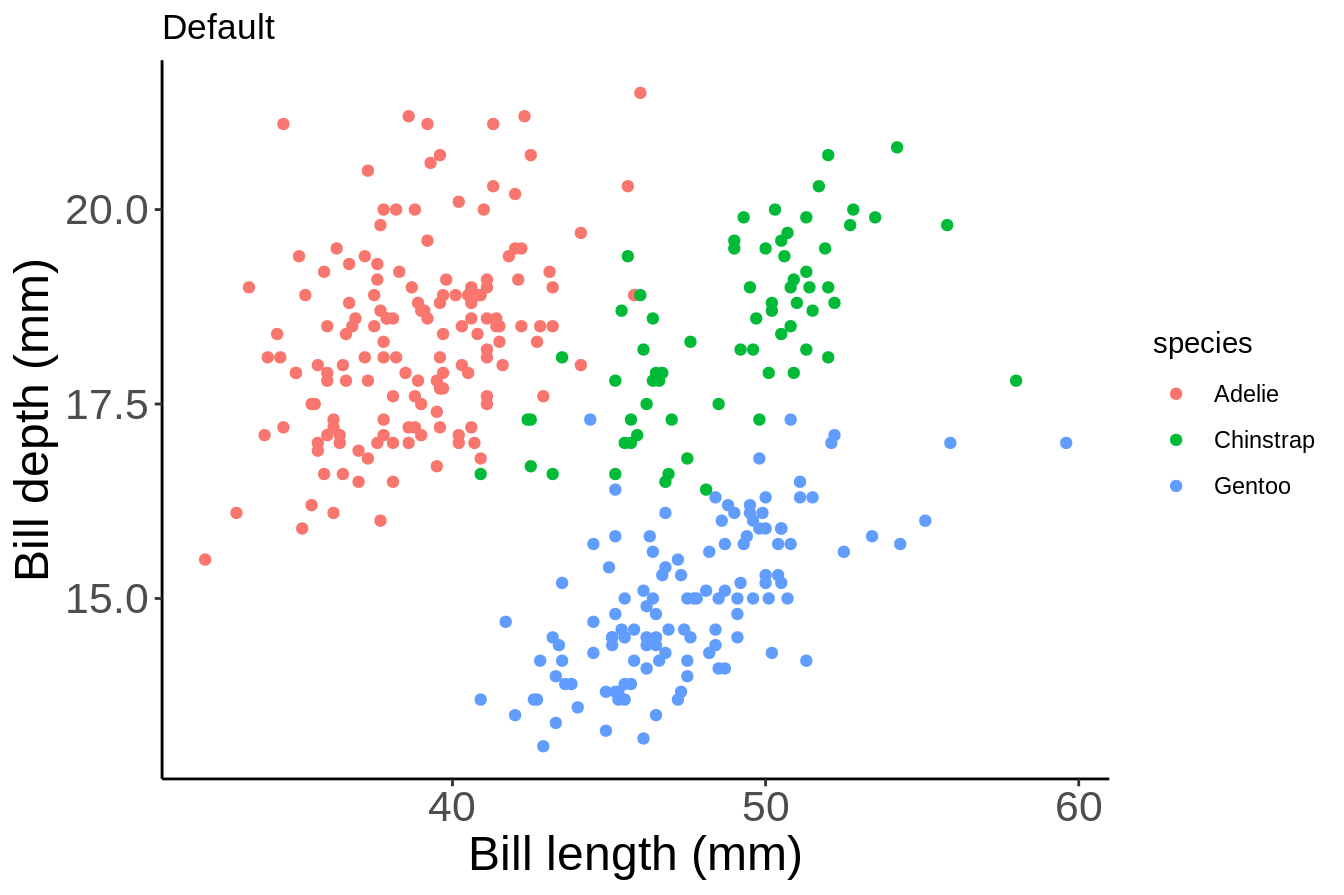 Default
Bill depth (mm)
20.0
17.5
15.0
40
50
60
Bill length (mm)
species
Adelie
Chinstrap
Gentoo